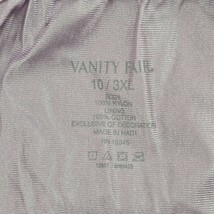 VANITY FAIR
10 / 3XL
BODY
100% NYLON
LINING
100% COTTON
EXCLUSIVE OF DECORATION
MADE IN HAITI